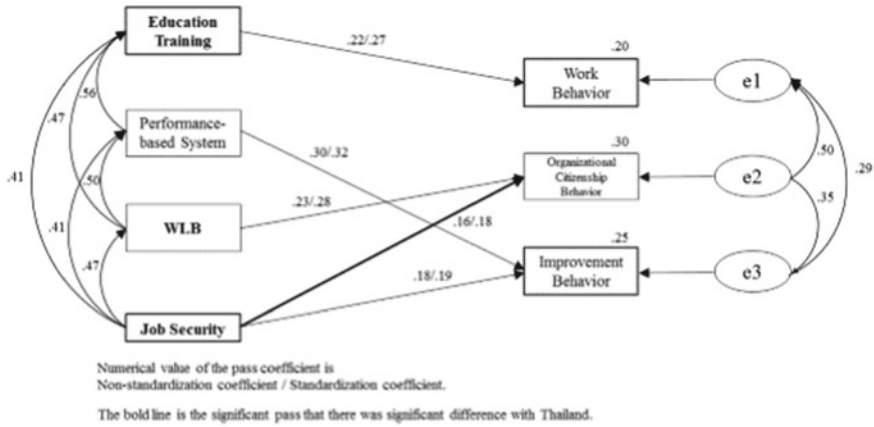 Education
Training
.22/.27
.20
Work
Behavior
e1
.56
.47
Performance-
based System
.30/.32
.30
Organizational
Citizenship
Behavior
e2
.50
.29
.41
.50
.23/.28
.16/.18
.35
.41
WLB
.25
Improvement
Behavior
e3
.47
.18/.19
Job Security
Numerical value of the pass coefficient is
Non-standardization coefficient / Standardization coefficient.
The bold line is the significant pass that there was significant difference with Thailand.